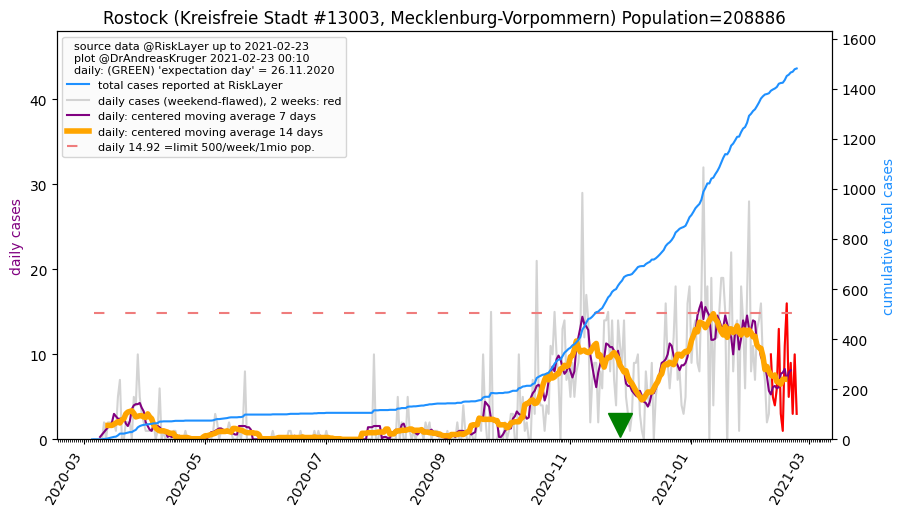 Rostock (Kreisfreie Stadt #13003, Mecklenburg-Vorpommern) Population=208886
source data @RiskLayer up to 2021-02-23
plot @DrAndreasKruger 2021-02-23 00:10
daily: (GREEN) 'expectation day' = 26.11.2020
total cases reported at RiskLayer
daily cases (weekend-flawed), 2 weeks: red
daily: centered moving average 7 days
daily: centered moving average 14 days
daily 14.92 =limit 500/week/1mio pop.
daily cases
40
30
20
10
0
1600
1400
1200
1000
800
600
400
200
0
cumulative total cases
2020-03
2020-05
2020-07
2020-09
2020-11
2021-01
2021-03